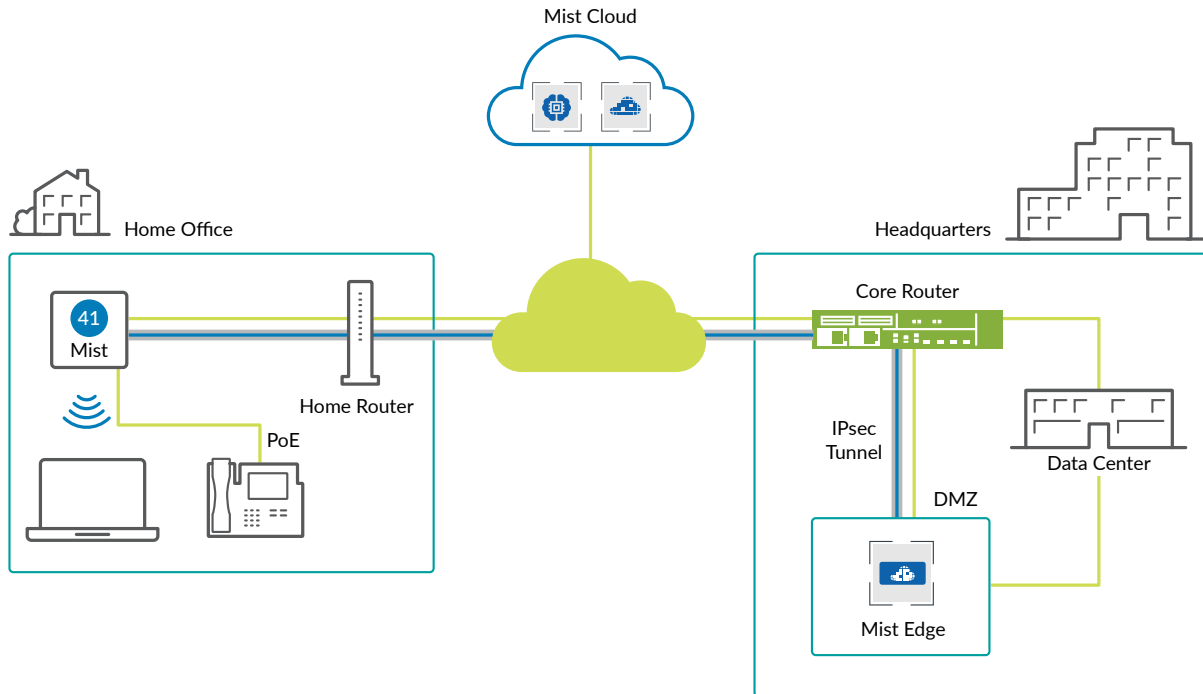 Mist Cloud
Home Office
Headquarters
41
Mist
Core Router
Home Router
PoE
IPsec
Tunnel
Data Center
DMZ
Mist Edge